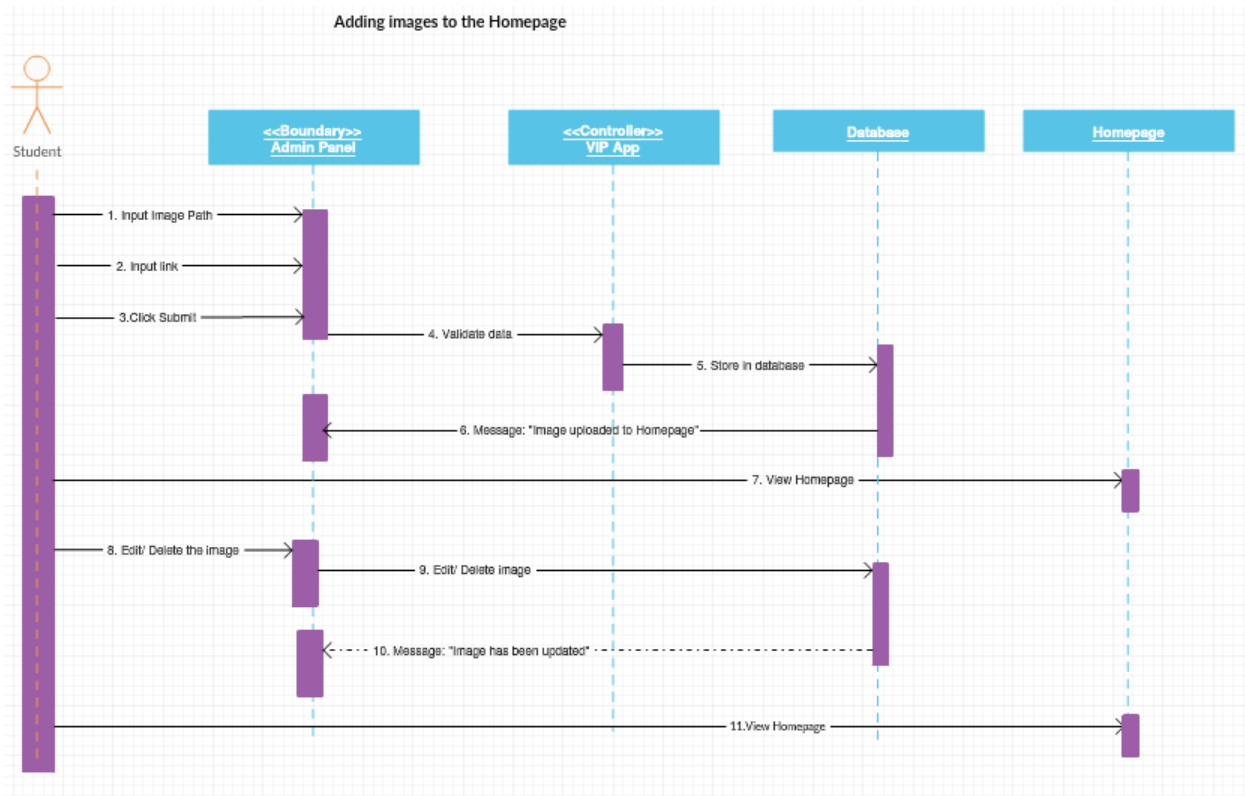 Adding images to the Homepage
Student
<<Boundary>>
Admin Panel
<<Controller>>
VIP App
Database
Homepage
1. Input Image Path
2. Input link
3.Click Submit
4. Validate data
5. Store in database
6. Message: "Image uploaded to Homepage"
7. View Homepage
8. Edit/ Delete the image
9. Edit/ Delete image
10. Message: "Image has been updated"
11.View Homepage